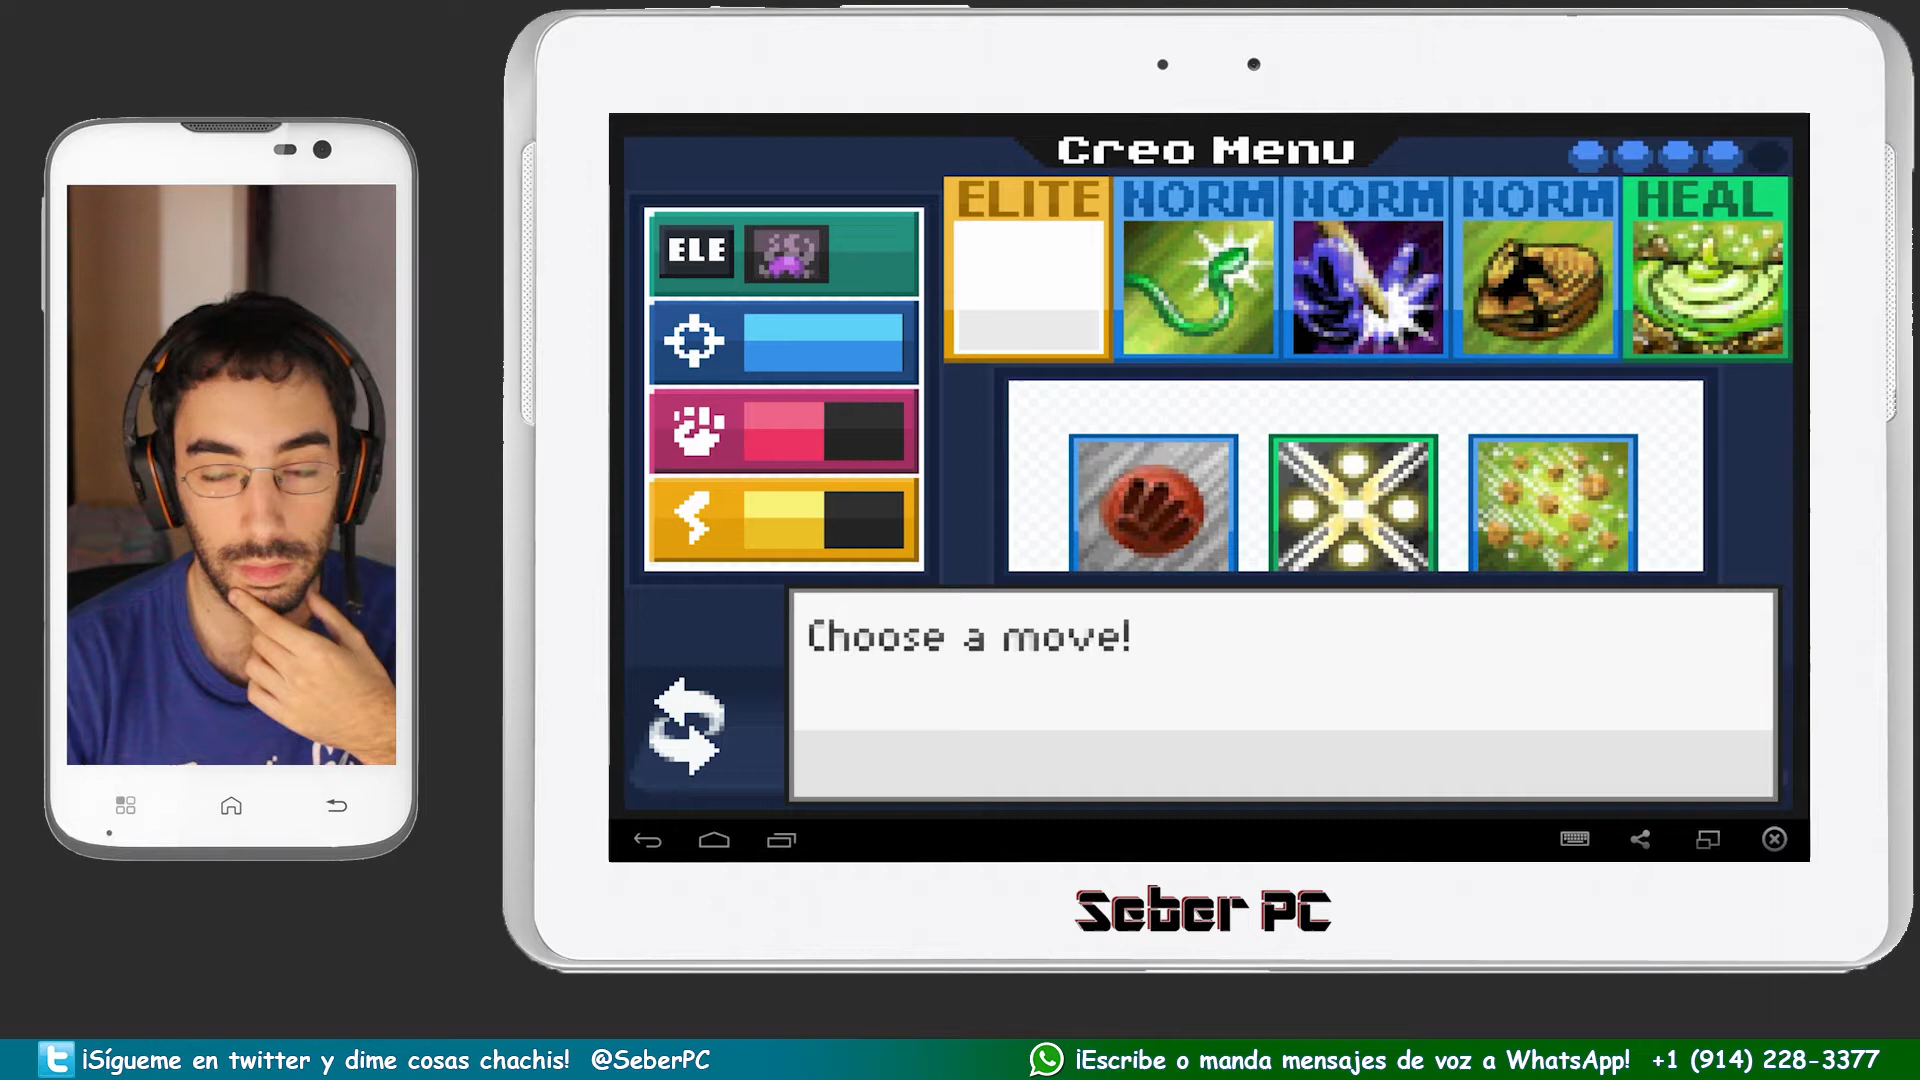 Creo Menu
ELITE NORM NORM NORM HEAL
ELE
Choose a move!
Seber PC
¡Sígueme en twitter y dime cosas chachis! @SeberPC
¡Escribe o manda mensajes de voz a WhatsApp! +1 (914) 228-3377